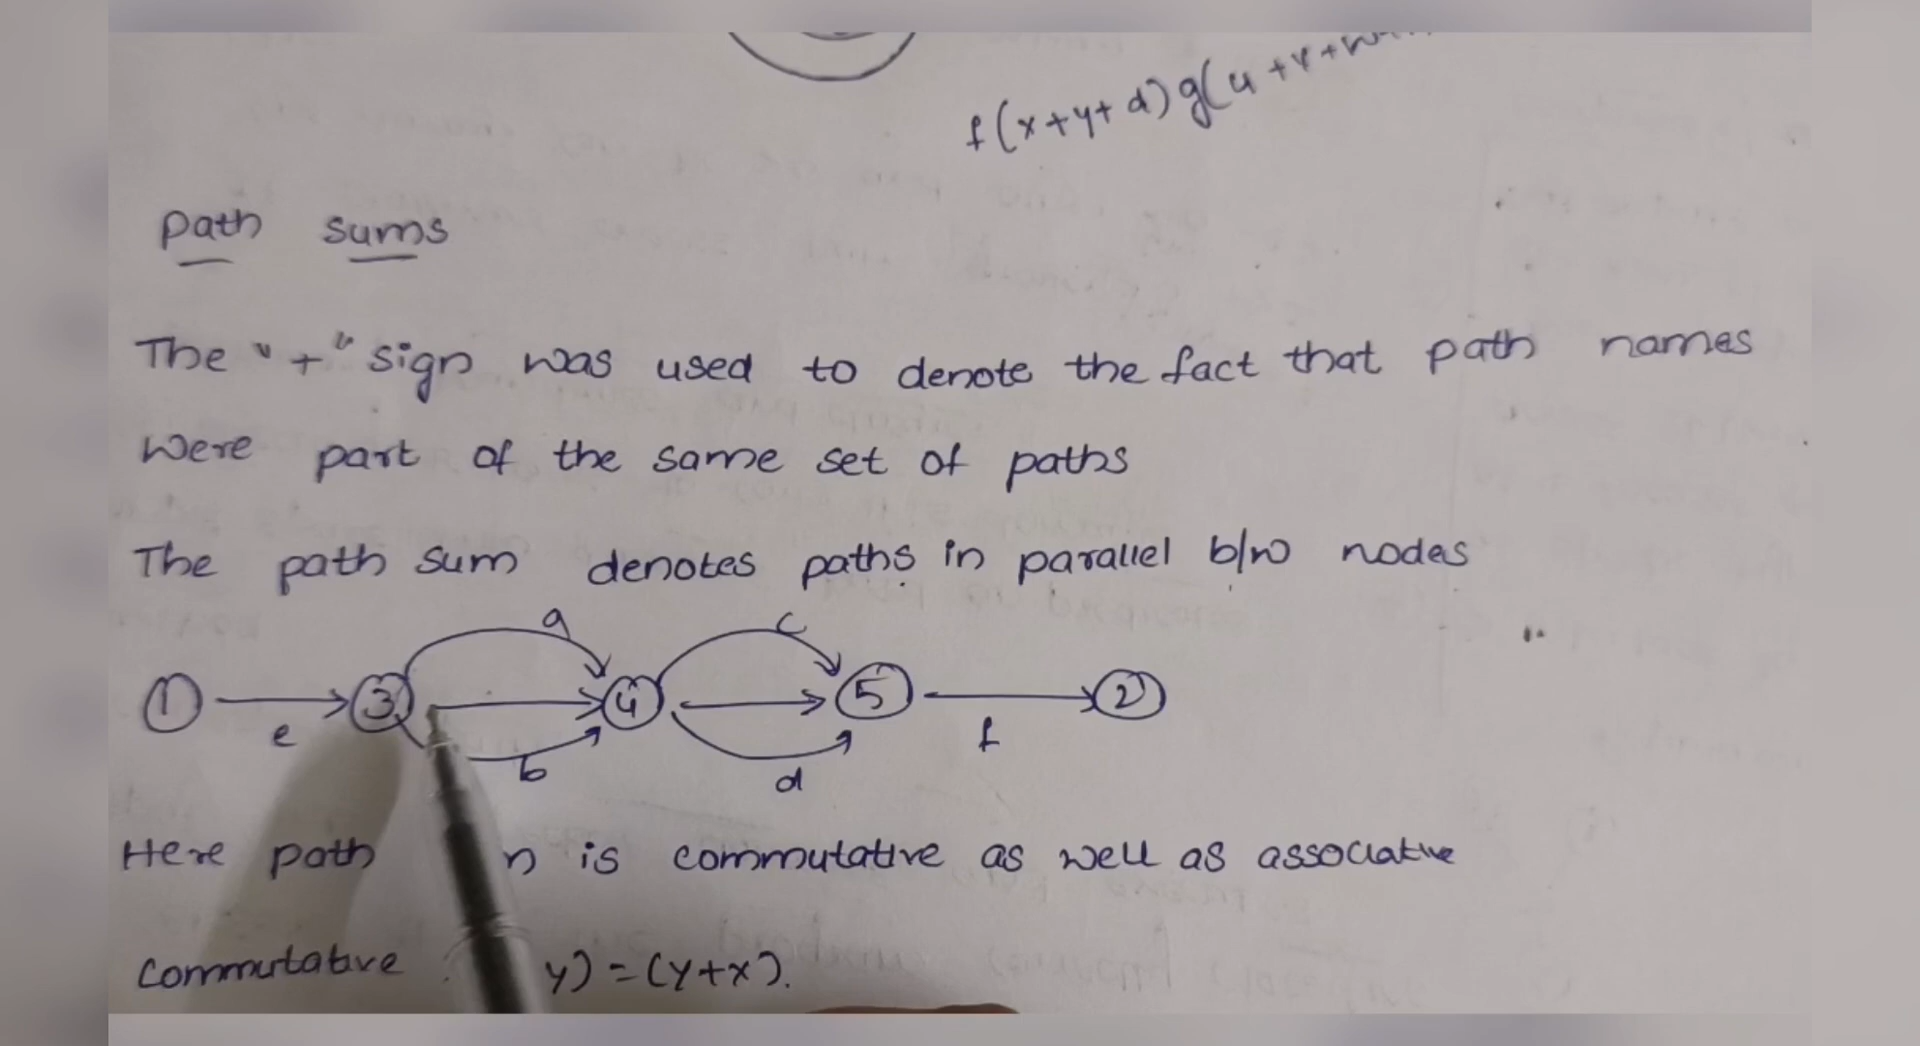 f(x+y+d)g(u+v+w
Path sums
The "+" sign was used to denote the fact that path names
were part of the same set of paths
The path sum denotes paths in parallel b/w nodes
a c
1 3 4 5 2
e b d f
Here path n is commutative as well as associative
Commutative y)=(y+x).